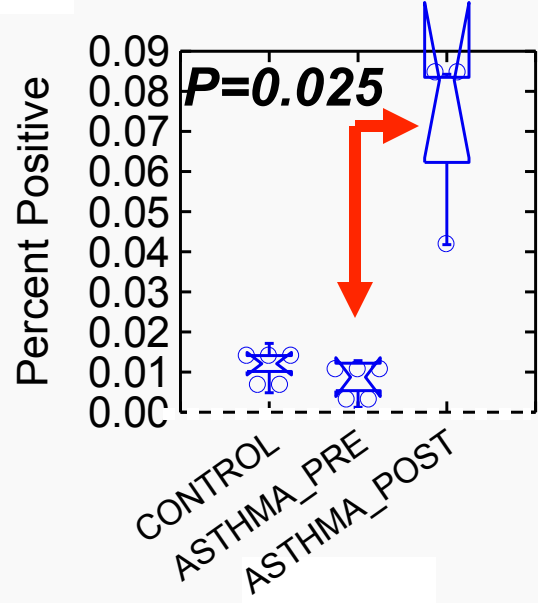 Percent Positive
0.09
0.08
0.07
0.06
0.05
0.04
0.03
0.02
0.01
0.00
P=0.025
CONTROL
ASTHMA_PRE
ASTHMA_POST